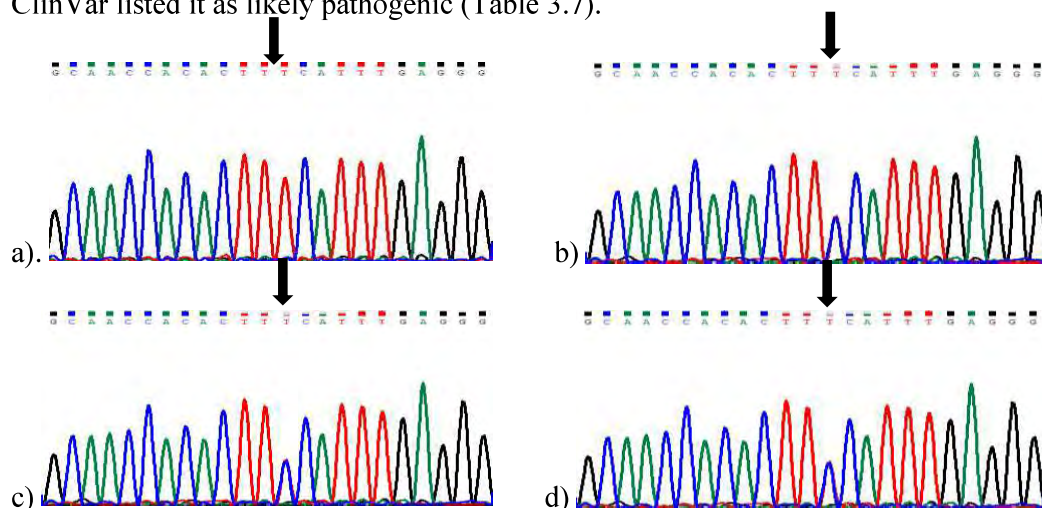 ClinVar listed it as likely pathogenic (Table 3.7).
G C A A C C A C A C T T T C A T T T G A G G G
G C A A C C A C A C T T T C A T T T G A G G G
a).
b)
G C A A C C A C A C T T T C A T T T G A G G G
G C A A C C A C A C T T T C A T T T G A G G G
c)
d)